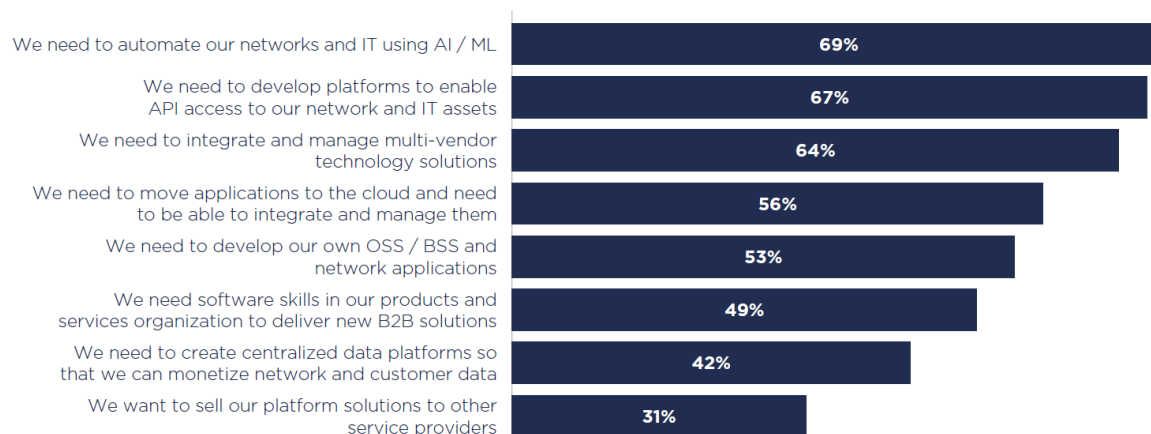 We need to automate our networks and IT using AI / ML
69%
We need to develop platforms to enable
API access to our network and IT assets
67%
We need to integrate and manage multi-vendor
technology solutions
64%
We need to move applications to the cloud and need
to be able to integrate and manage them
56%
We need to develop our own OSS / BSS and
network applications
53%
We need software skills in our products and
services organization to deliver new B2B solutions
49%
We need to create centralized data platforms so
that we can monetize network and customer data
42%
We want to sell our platform solutions to other
service providers
31%